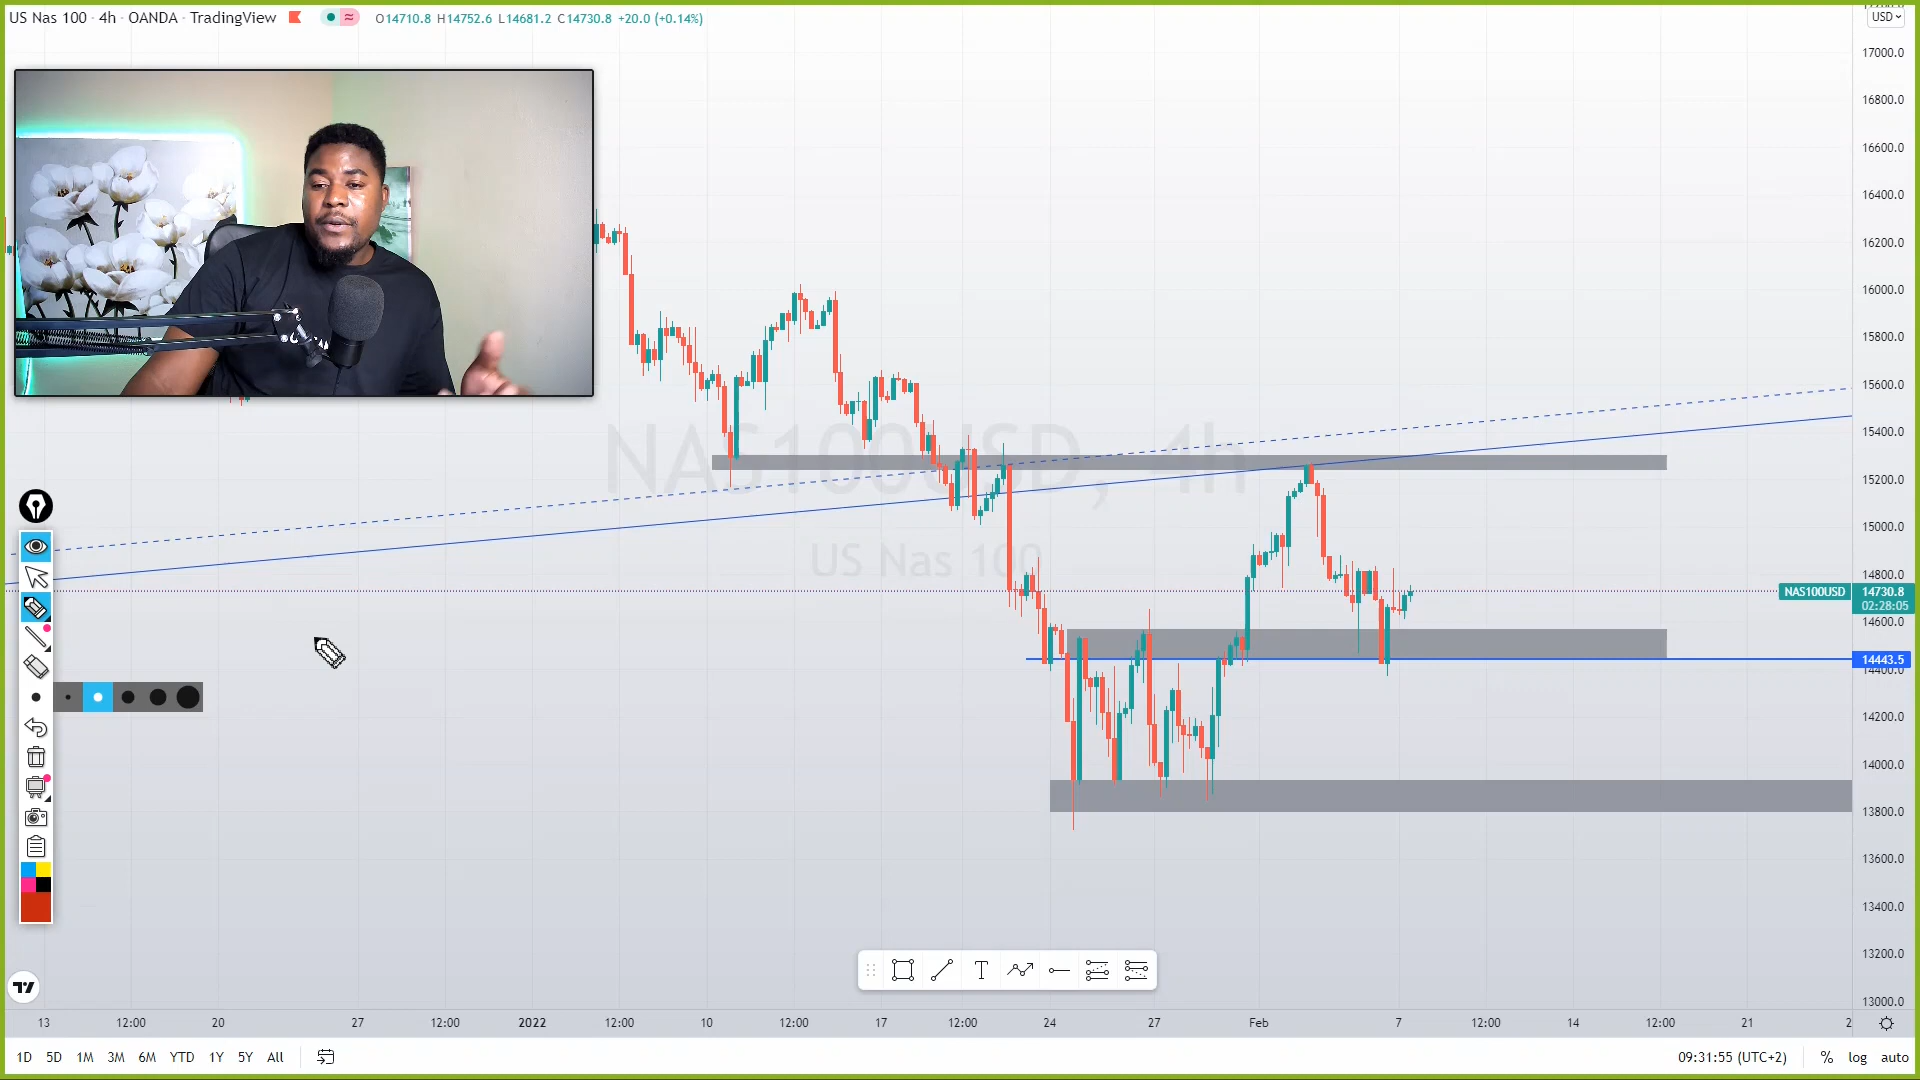 US Nas 100 · 4h · OANDA · TradingView
O14710.8 H14752.6 L14681.2 C14730.8 +20.0 (+0.14%)
USD
17000.0
16800.0
16600.0
16400.0
16200.0
16000.0
15800.0
15600.0
15400.0
15200.0
15000.0
14800.0
NAS100USD 14730.8
02:28:05
14600.0
14443.5
14400.0
14200.0
14000.0
13800.0
13600.0
13400.0
13200.0
13000.0
NAS100USD, 4h
US Nas 100
13 12:00 20 27 12:00 2022 12:00 10 12:00 17 12:00 24 27 Feb 7 12:00 14 12:00 21 2
1D 5D 1M 3M 6M YTD 1Y 5Y All
09:31:55 (UTC+2) % log auto